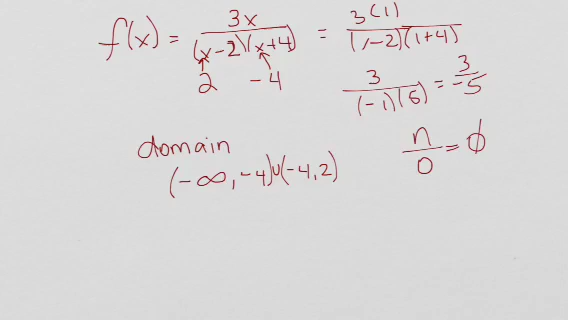 f(x) = 3x / (x-2)(x+4) = 3(1) / (1-2)(1+4)
2 -4
3 / (-1)(5) = 3 / -5
domain
(-∞, -4)∪(-4, 2)
n / 0 = ∅